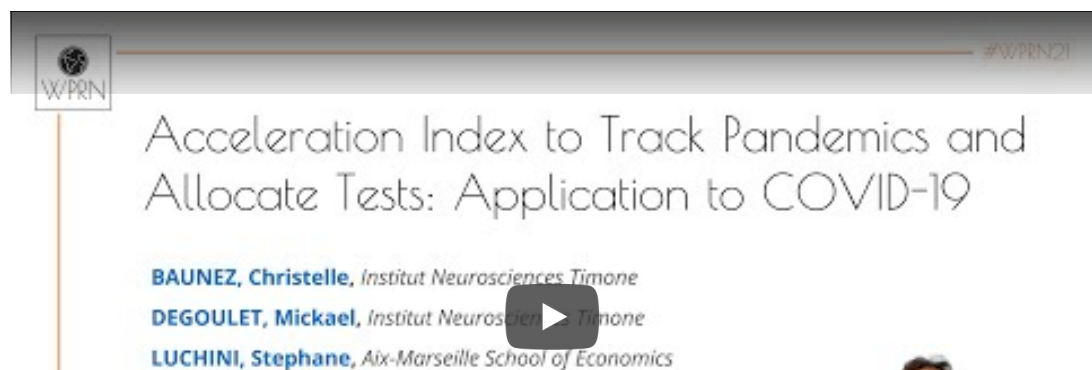 WPRN
#WPRN21
Acceleration Index to Track Pandemics and
Allocate Tests: Application to COVID-19
BAUNEZ, Christelle, Institut Neurosciences Timone
DEGOULET, Mickael, Institut Neurosciences Timone
LUCHINI, Stephane, Aix-Marseille School of Economics